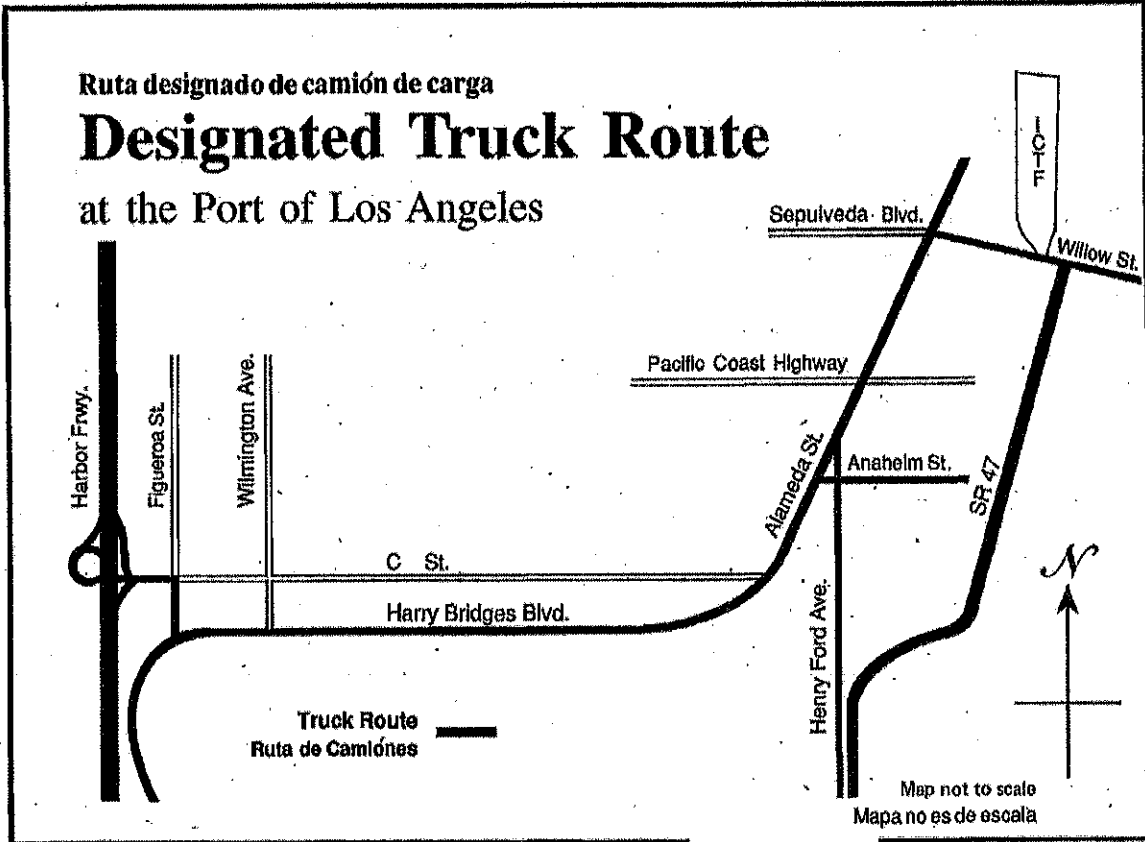 Ruta designado de camión de carga
Designated Truck Route
at the Port of Los Angeles
ICTF
Sepulveda Blvd.
Willow St.
Pacific Coast Highway
Harbor Frwy.
Figueroa St.
Wilmington Ave.
Alameda St.
Anaheim St.
SR 47
C St.
Harry Bridges Blvd.
Henry Ford Ave.
N
Truck Route
Ruta de Camiónes
Map not to scale
Mapa no es de escala